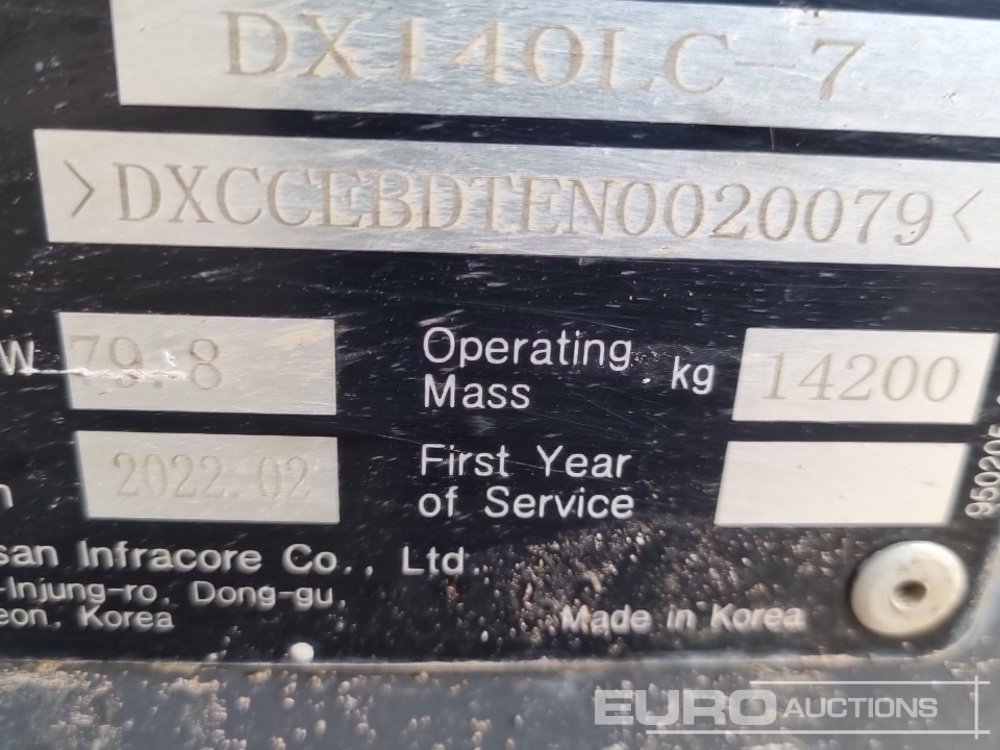 DX140LC-7
>DXCCEBDTEN0020079<
W 79.8
Operating
Mass kg 14200
2022.02
First Year
of Service
san Infracore Co., Ltd
-Injung-ro, Dong-gu,
eon, Korea
Made in Korea
950205
EURO AUCTIONS